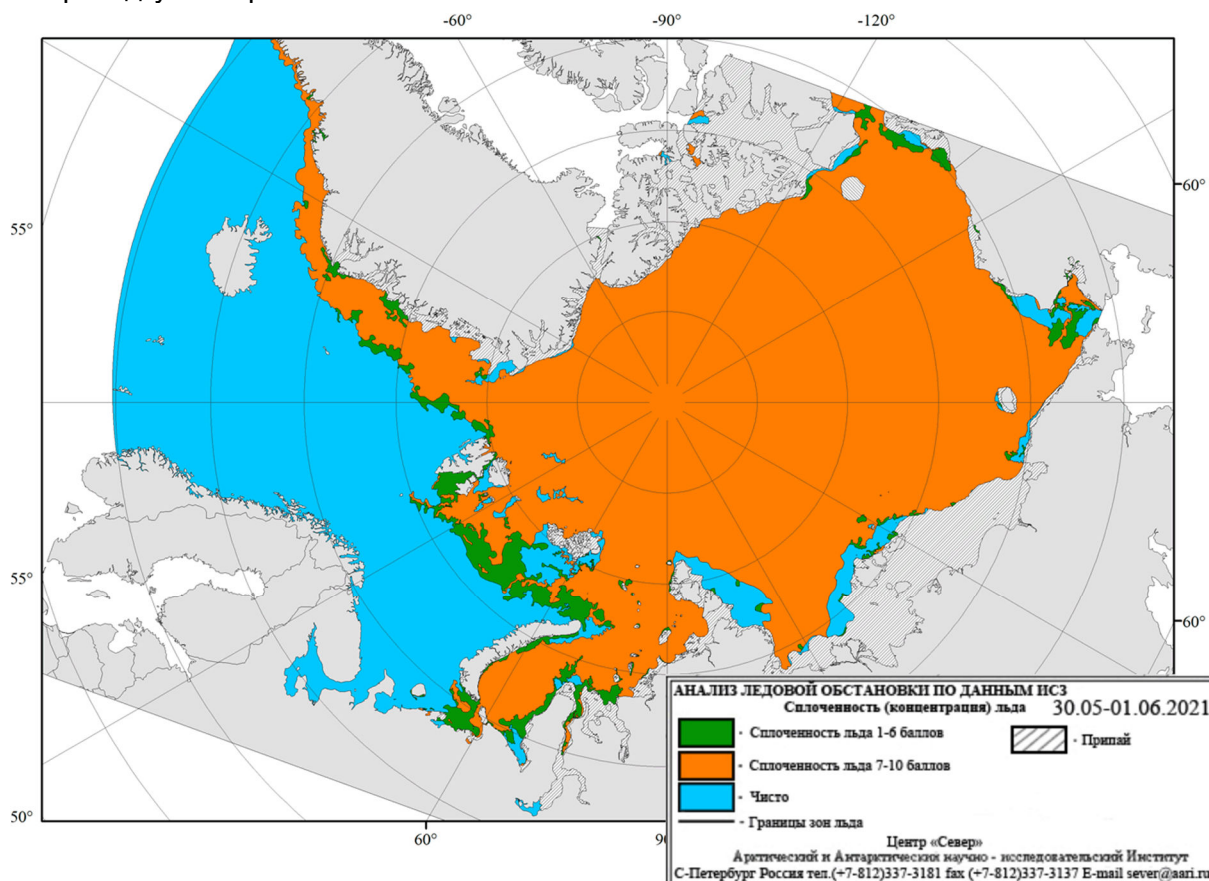 -60°
-90°
-120°
60°
55°
55°
60°
50°
60°
АНАЛИЗ ЛЕДОВОЙ ОБСТАНОВКИ ПО ДАННЫМ ИСЗ
Сплоченность (концентрация) льда 30.05-01.06.2021
- Сплоченность льда 1-6 баллов
- Припай
- Сплоченность льда 7-10 баллов
- Чисто
- Границы зон льда
Центр «Север»
Арктический и Антарктический научно - исследовательский Институт
С-Петербург Россия тел.(+7-812)337-3181 fax (+7-812)337-3137 E-mail sever@aari.ru